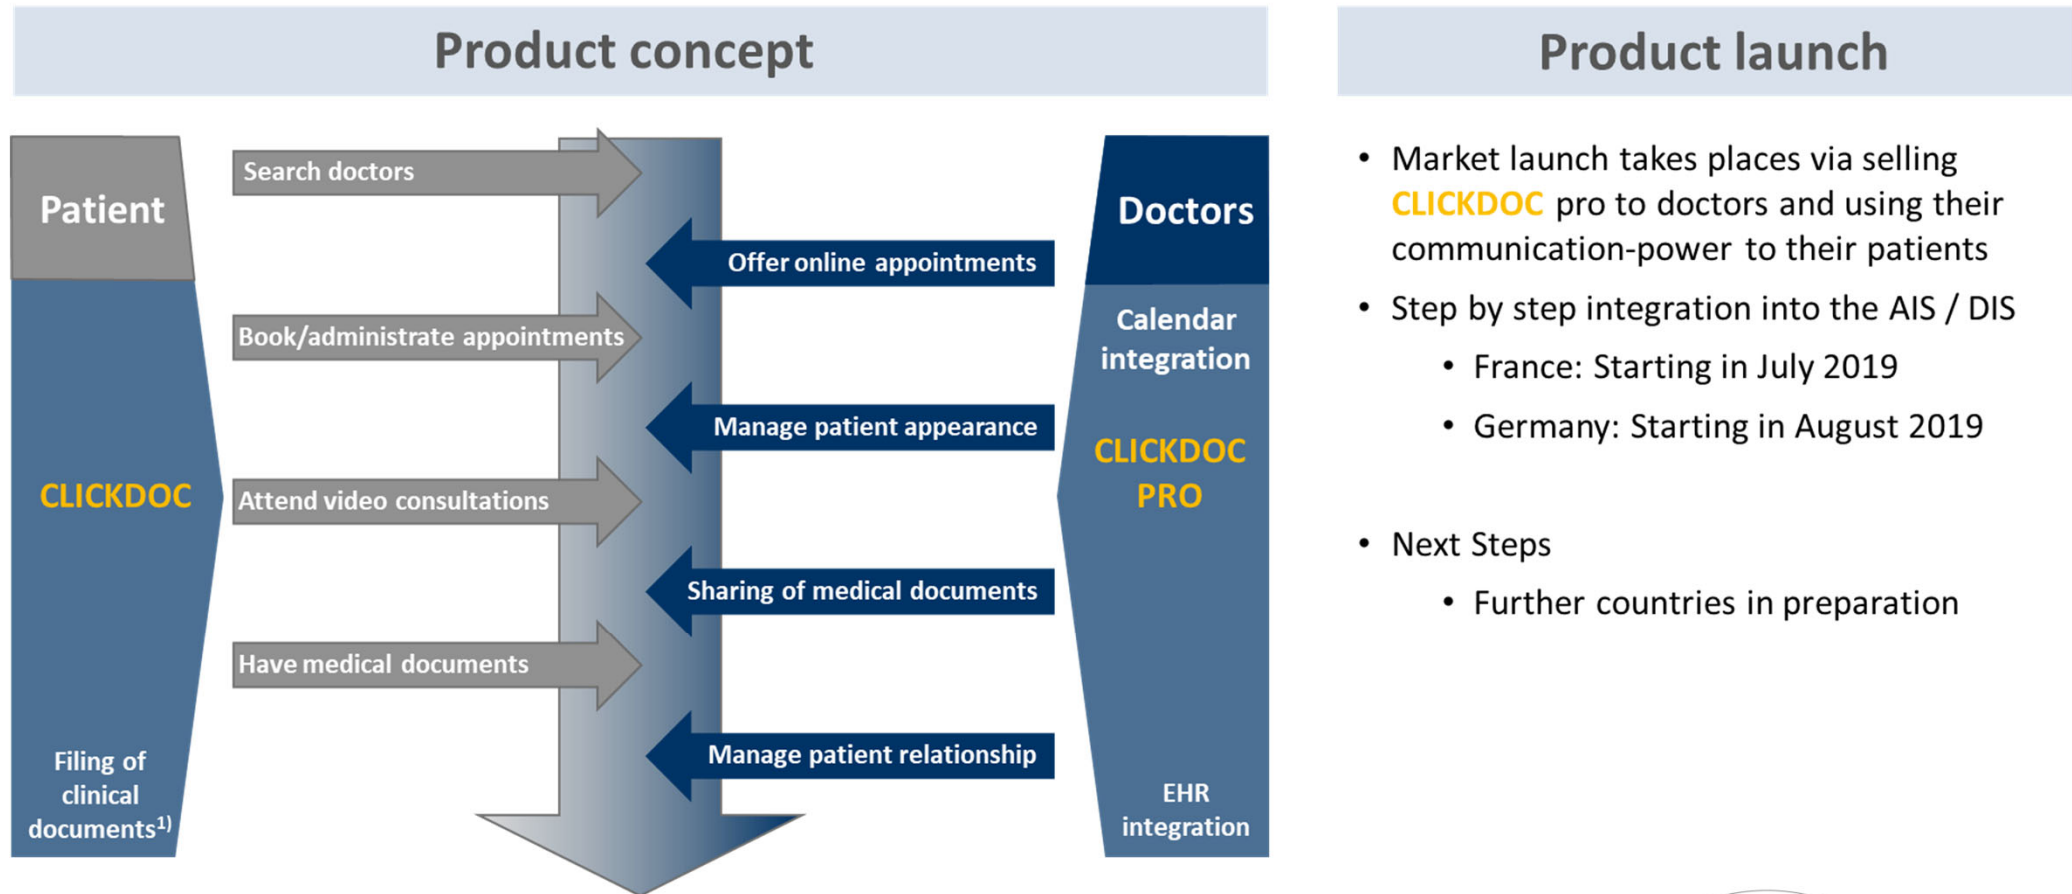 Product concept
Patient
CLICKDOC
Filing of
clinical
documents1)
Search doctors
Offer online appointments
Book/administrate appointments
Manage patient appearance
Attend video consultations
Sharing of medical documents
Have medical documents
Manage patient relationship
Doctors
Calendar
integration
CLICKDOC
PRO
EHR
integration
Product launch
• Market launch takes places via selling
CLICKDOC pro to doctors and using their
communication-power to their patients
• Step by step integration into the AIS / DIS
• France: Starting in July 2019
• Germany: Starting in August 2019
• Next Steps
• Further countries in preparation